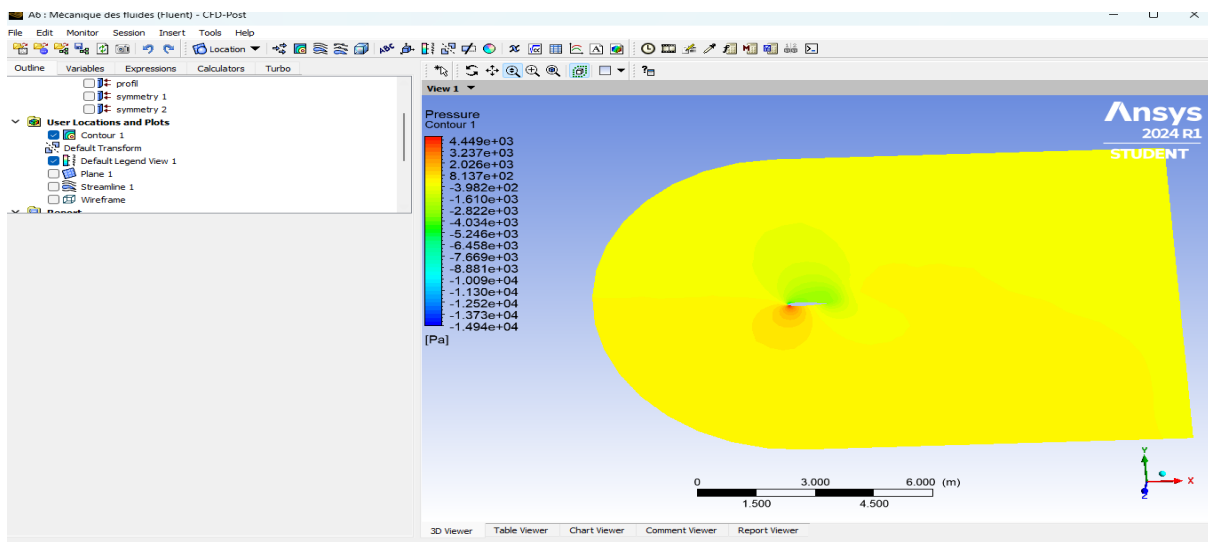 A6 : Mécanique des fluides (Fluent) - CFD-Post
File Edit Monitor Session Insert Tools Help
Location
Outline Variables Expressions Calculators Turbo
profil
symmetry 1
symmetry 2
User Locations and Plots
Contour 1
Default Transform
Default Legend View 1
Plane 1
Streamline 1
Wireframe
Report
View 1
Pressure
Contour 1
4.449e+03
3.237e+03
2.026e+03
8.137e+02
-3.982e+02
-1.610e+03
-2.822e+03
-4.034e+03
-5.246e+03
-6.458e+03
-7.669e+03
-8.881e+03
-1.009e+04
-1.130e+04
-1.252e+04
-1.373e+04
-1.494e+04
[Pa]
Ansys
2024 R1
STUDENT
0 3.000 6.000 (m)
1.500 4.500
Y
X
Z
3D Viewer Table Viewer Chart Viewer Comment Viewer Report Viewer